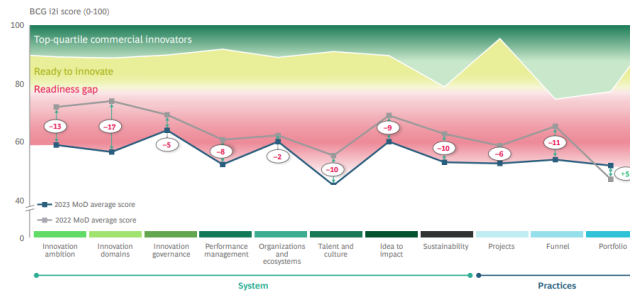 BCG i2i score (0-100)
100
Top-quartile commercial innovators
Ready to Innovate
80
Readiness gap
-13
-17
-5
-8
-2
-10
-9
-10
-6
-11
+5
60
40
2023 MoD average score
2022 MoD average score
0
Innovation ambition
Innovation domains
Innovation governance
Performance management
Organizations and ecosystems
Talent and culture
Idea to impact
Sustainability
Projects
Funnel
Portfolio
System
Practices